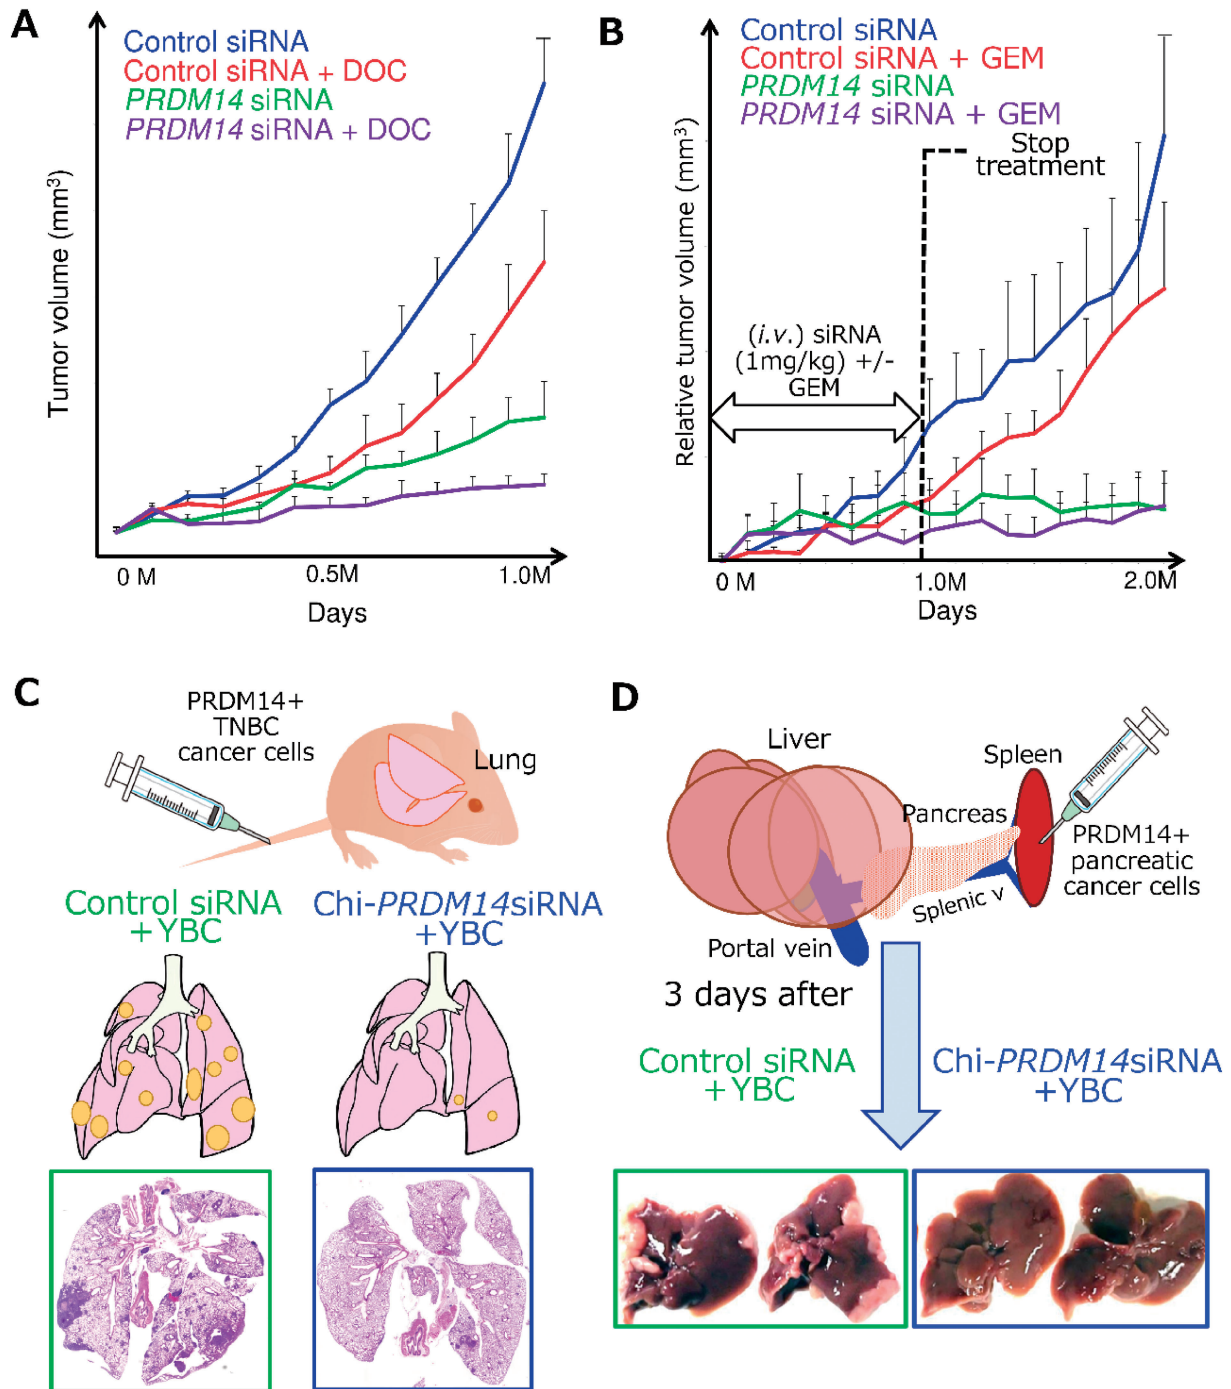 A
Control siRNA
Control siRNA + DOC
PRDM14 siRNA
PRDM14 siRNA + DOC
Tumor volume (mm³)
0 M
0.5M
1.0M
Days
B
Control siRNA
Control siRNA + GEM
PRDM14 siRNA
PRDM14 siRNA + GEM
Stop
treatment
Relative tumor volume (mm³)
(i.v.) siRNA
(1mg/kg) +/-
GEM
0 M
1.0M
2.0M
Days
C
PRDM14+
TNBC
cancer cells
Lung
Control siRNA
+YBC
Chi-PRDM14siRNA
+YBC
D
Liver
Spleen
Pancreas
PRDM14+
pancreatic
cancer cells
Splenic v
Portal vein
3 days after
Control siRNA
+YBC
Chi-PRDM14siRNA
+YBC